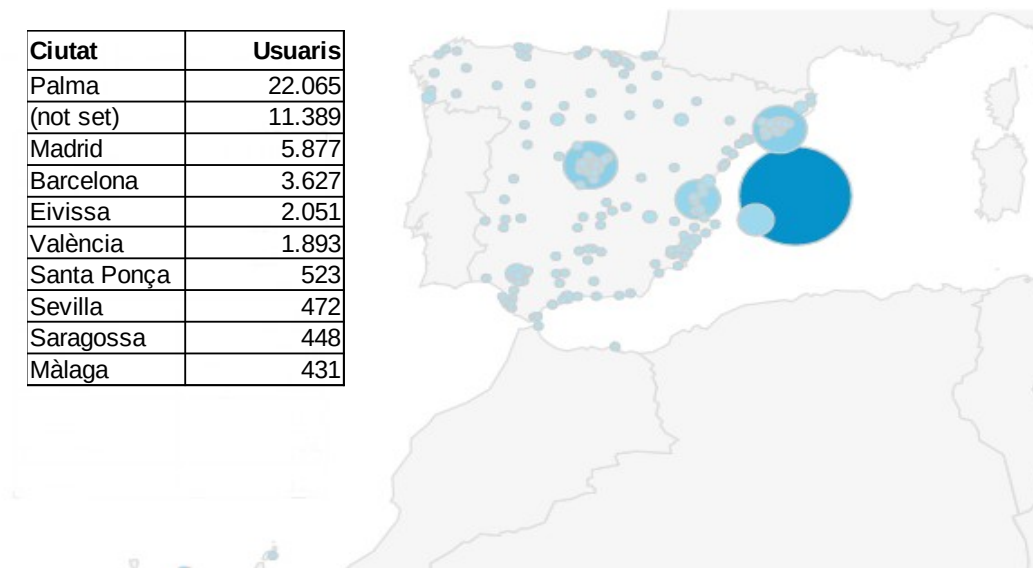 Ciutat Usuaris
Palma 22.065
(not set) 11.389
Madrid 5.877
Barcelona 3.627
Eivissa 2.051
València 1.893
Santa Ponça 523
Sevilla 472
Saragossa 448
Màlaga 431